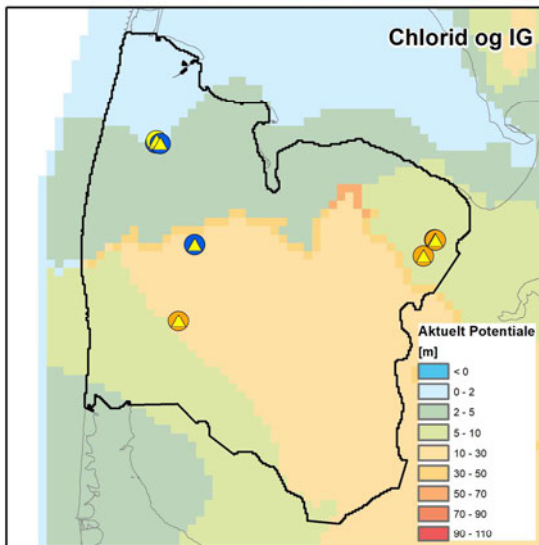 Chlorid og IG
Aktuelt Potentiale
[m]
< 0
0 - 2
2 - 5
5 - 10
10 - 30
30 - 50
50 - 70
70 - 90
90 - 110